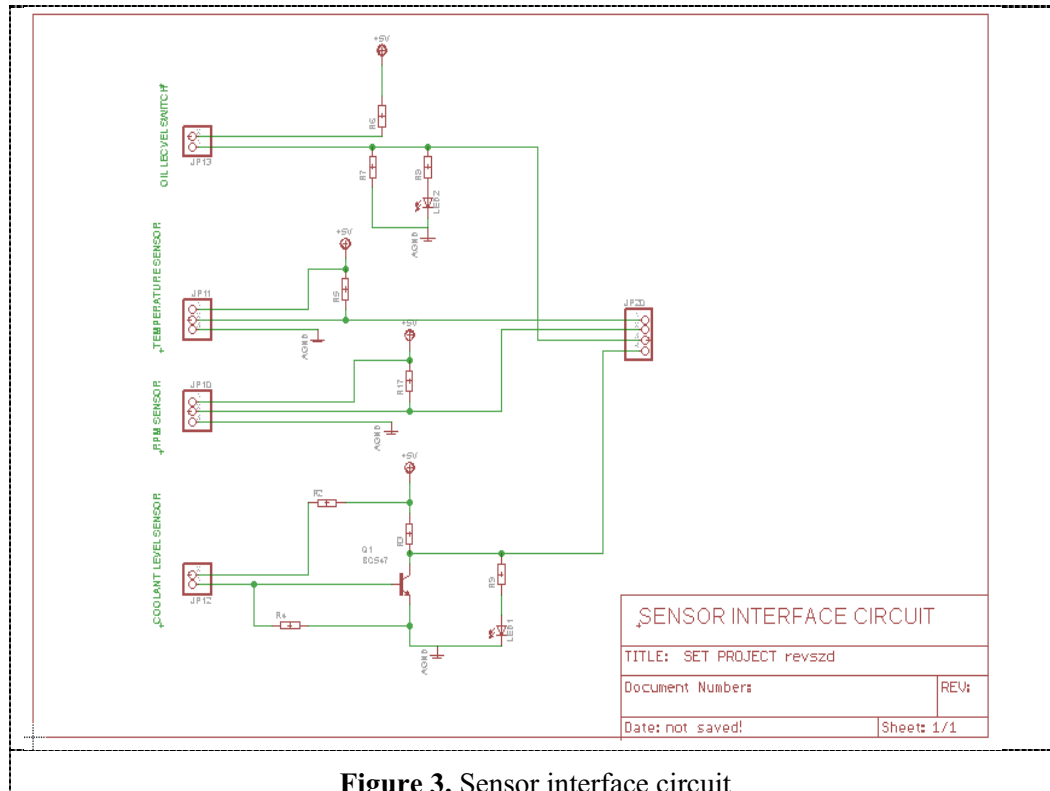 +5V
R6
OIL LECVEL SWITCH
JP13
R7
R8
LED2
AGND
+5V
TEMPERATURE SENSOR
JP11
R5
AGND
JP20
+5V
RPM SENSOR
JP10
R17
AGND
+5V
COOLANT LEVEL SENSOR
R2
R3
Q1
BC547
JP12
R4
R9
LED1
AGND
SENSOR INTERFACE CIRCUIT
TITLE: SET PROJECT revszd
Document Number:
REV:
Date: not saved!
Sheet: 1/1
Figure 3. Sensor interface circuit